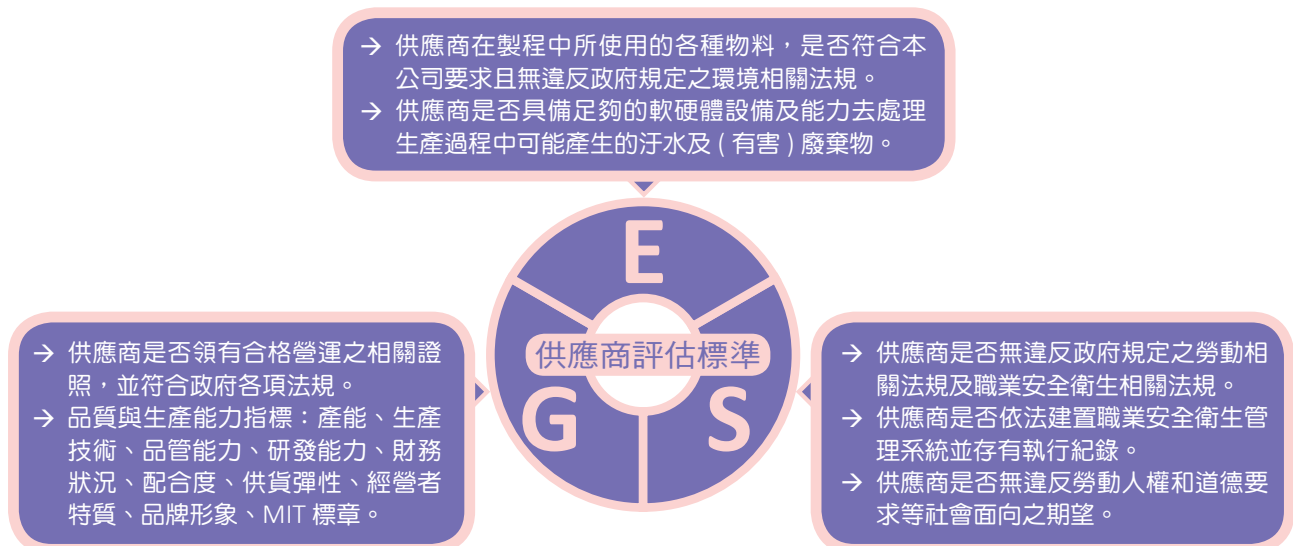 → 供應商在製程中所使用的各種物料，是否符合本
公司要求且無違反政府規定之環境相關法規。
→ 供應商是否具備足夠的軟硬體設備及能力去處理
生產過程中可能產生的汙水及 ( 有害 ) 廢棄物。
E
供應商評估標準
G
S
→ 供應商是否領有合格營運之相關證
照，並符合政府各項法規。
→ 品質與生產能力指標：產能、生產
技術、品管能力、研發能力、財務
狀況、配合度、供貨彈性、經營者
特質、品牌形象、MIT 標章。
→ 供應商是否無違反政府規定之勞動相
關法規及職業安全衛生相關法規。
→ 供應商是否依法建置職業安全衛生管
理系統並存有執行紀錄。
→ 供應商是否無違反勞動人權和道德要
求等社會面向之期望。